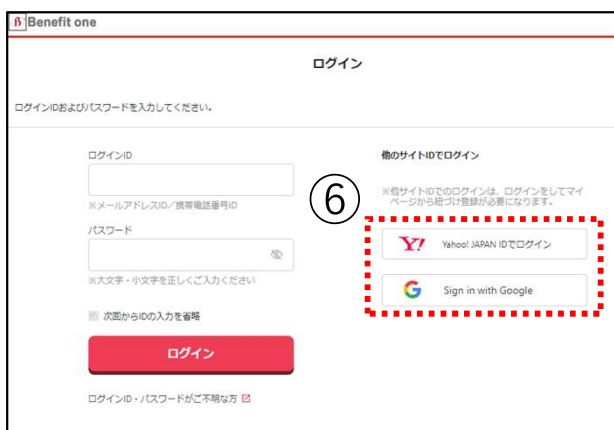 β Benefit one
ログイン
ログインIDおよびパスワードを入力してください。
ログインID
※メールアドレスID／携帯電話番号ID
パスワード
※大文字・小文字を正しくご入力ください
次回からIDの入力を省略
ログイン
ログインID・パスワードがご不明な方
他のサイトIDでログイン
※他サイトIDでのログインは、ログインをしてマイ
ページから紐づけ登録が必要になります。
⑥
Y! Yahoo! JAPAN IDでログイン
G Sign in with Google